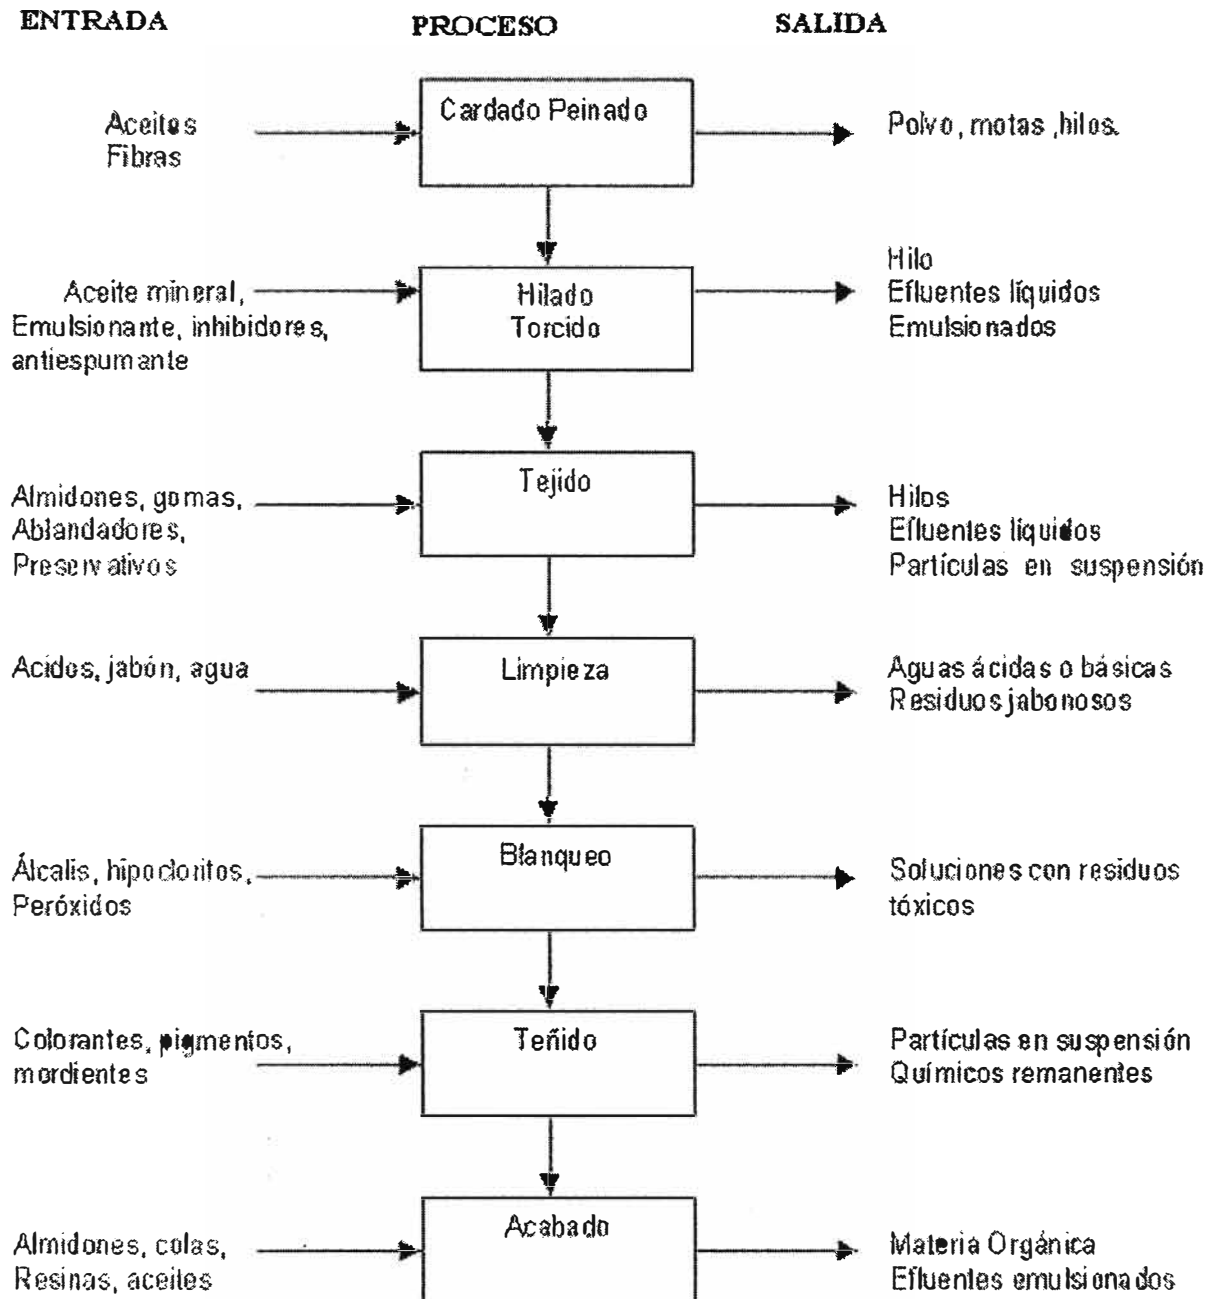 ENTRADA PROCESO SALIDA
Aceites
Fibras
Cardado Peinado
Polvo, motas ,hilos.
Aceite mineral,
Emulsionante, inhibidores,
antiespumante
Hilado
Torcido
Hilo
Efluentes líquidos
Emulsionados
Almidones, gomas,
Ablandadores,
Preservativos
Tejido
Hilos
Efluentes líquidos
Partículas en suspensión
Acidos, jabón, agua
Limpieza
Aguas ácidas o básicas
Residuos jabonosos
Álcalis, hipocloritos,
Peróxidos
Blanqueo
Soluciones con residuos
tóxicos
Colorantes, pigmentos,
mordientes
Teñido
Partículas en suspensión
Químicos remanentes
Almidones, colas,
Resinas, aceites
Acabado
Materia Orgánica
Efluentes emulsionados